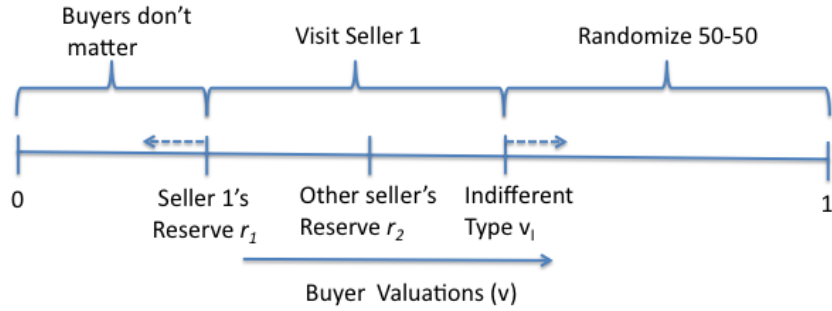 Buyers don't
matter
Visit Seller 1
Randomize 50-50
0
Seller 1's
Reserve r₁
Other seller's
Reserve r₂
Indifferent
Type vᵢ
1
Buyer Valuations (v)